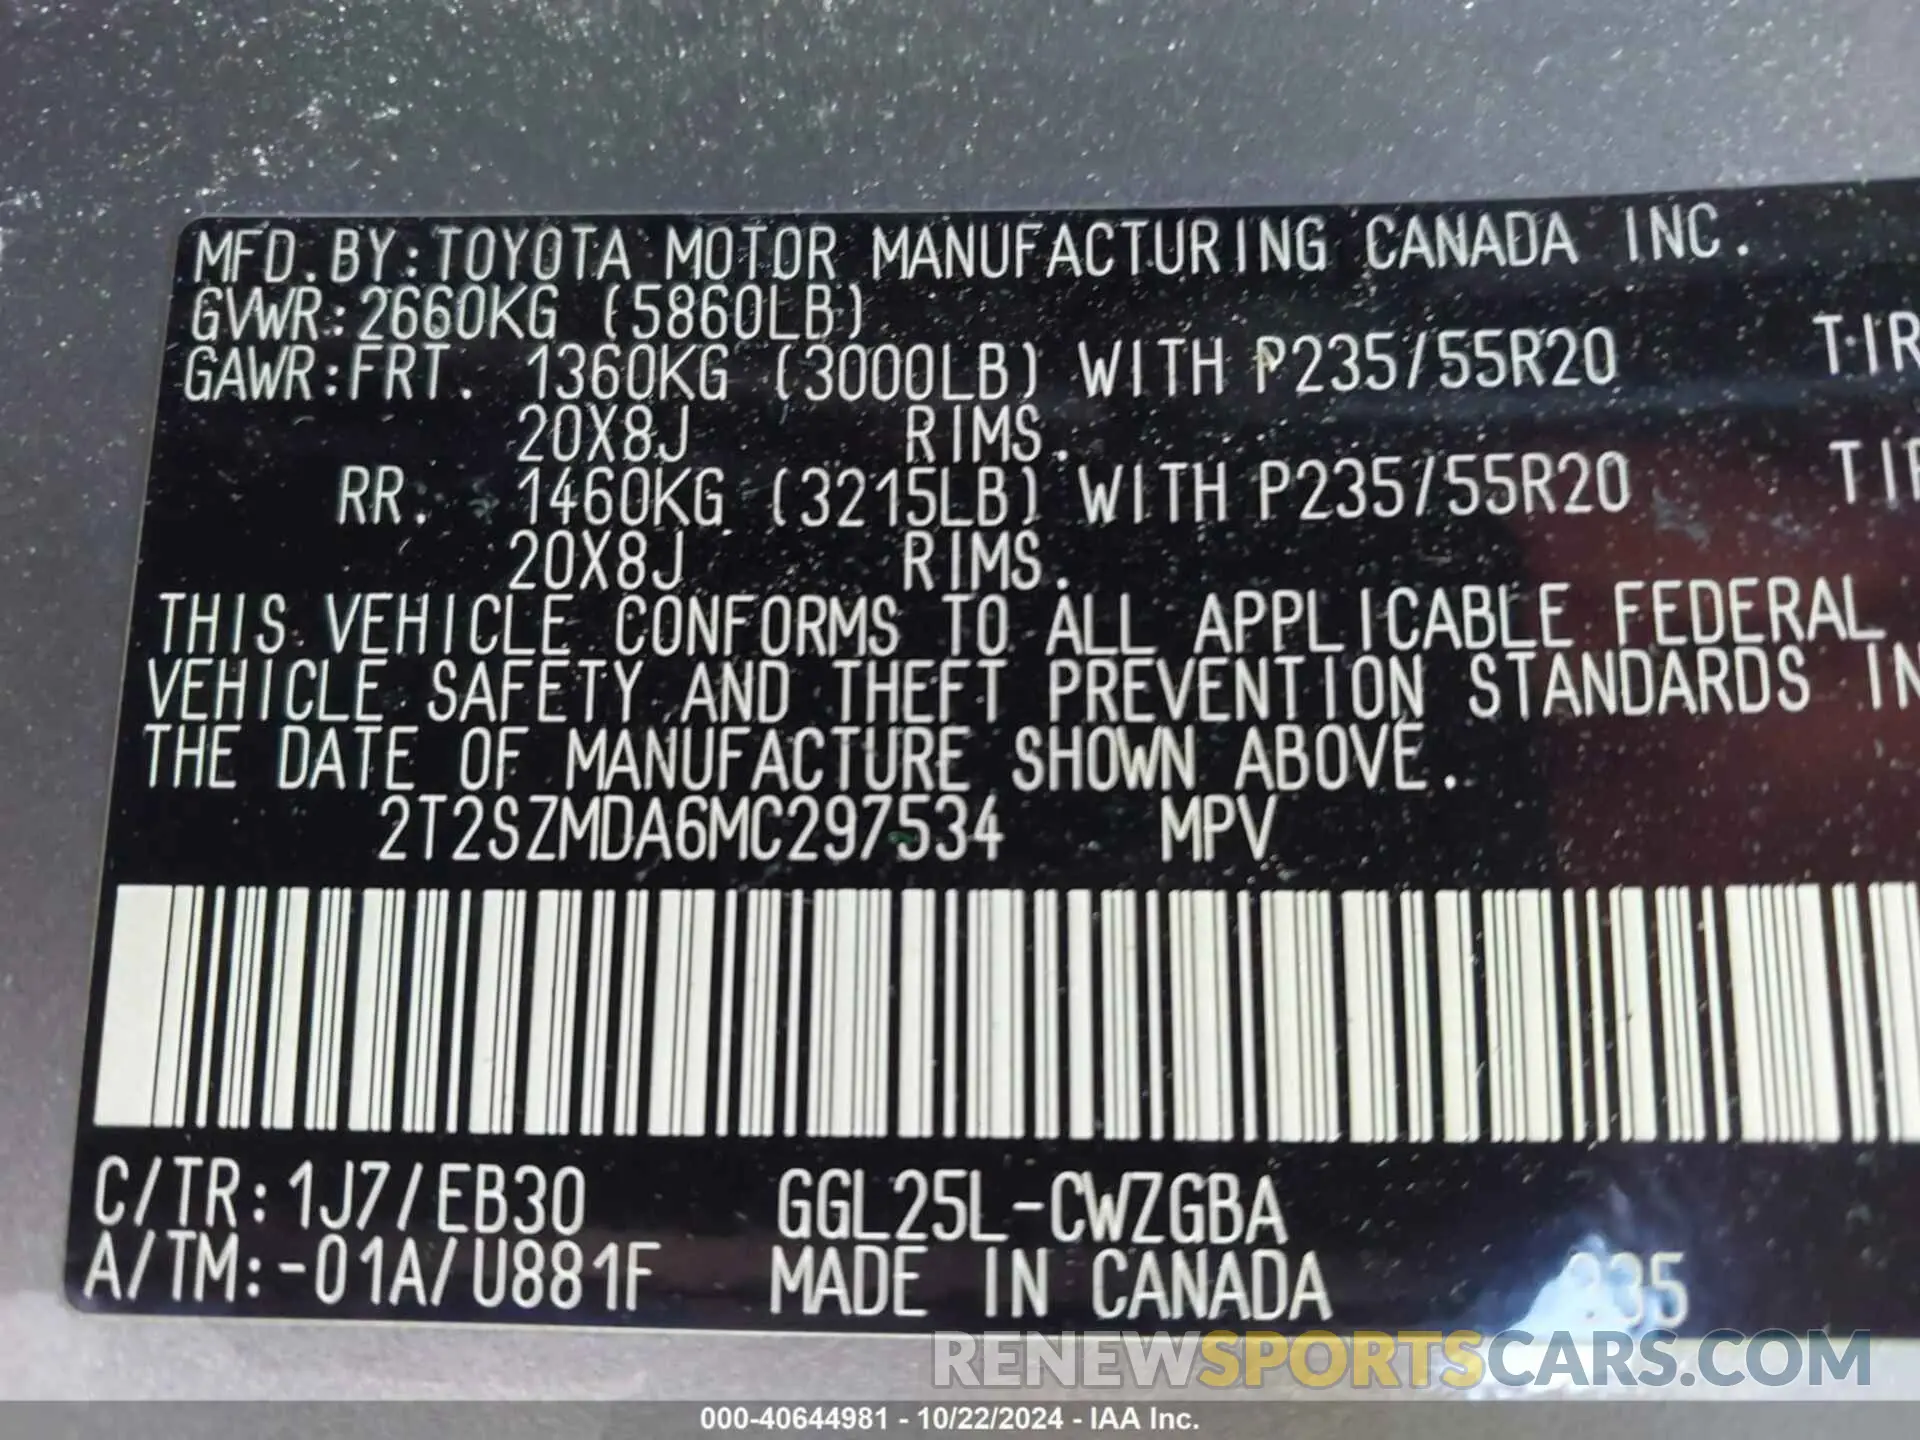 MFD.BY:TOYOTA MOTOR MANUFACTURING CANADA INC.
GVWR:2660KG (5860LB)
GAWR:FRT. 1360KG (3000LB) WITH P235/55R20 TIR
20X8J RIMS.
RR. 1460KG (3215LB) WITH P235/55R20 TIR
20X8J RIMS.
THIS VEHICLE CONFORMS TO ALL APPLICABLE FEDERAL
VEHICLE SAFETY AND THEFT PREVENTION STANDARDS IN
THE DATE OF MANUFACTURE SHOWN ABOVE.
2T2SZMDA6MC297534 MPV
C/TR:1J7/EB30 GGL25L-CWZGBA
A/TM:-01A/U881F MADE IN CANADA
RENEWSPORTSCARS.COM
000-40644981 - 10/22/2024 - IAA Inc.